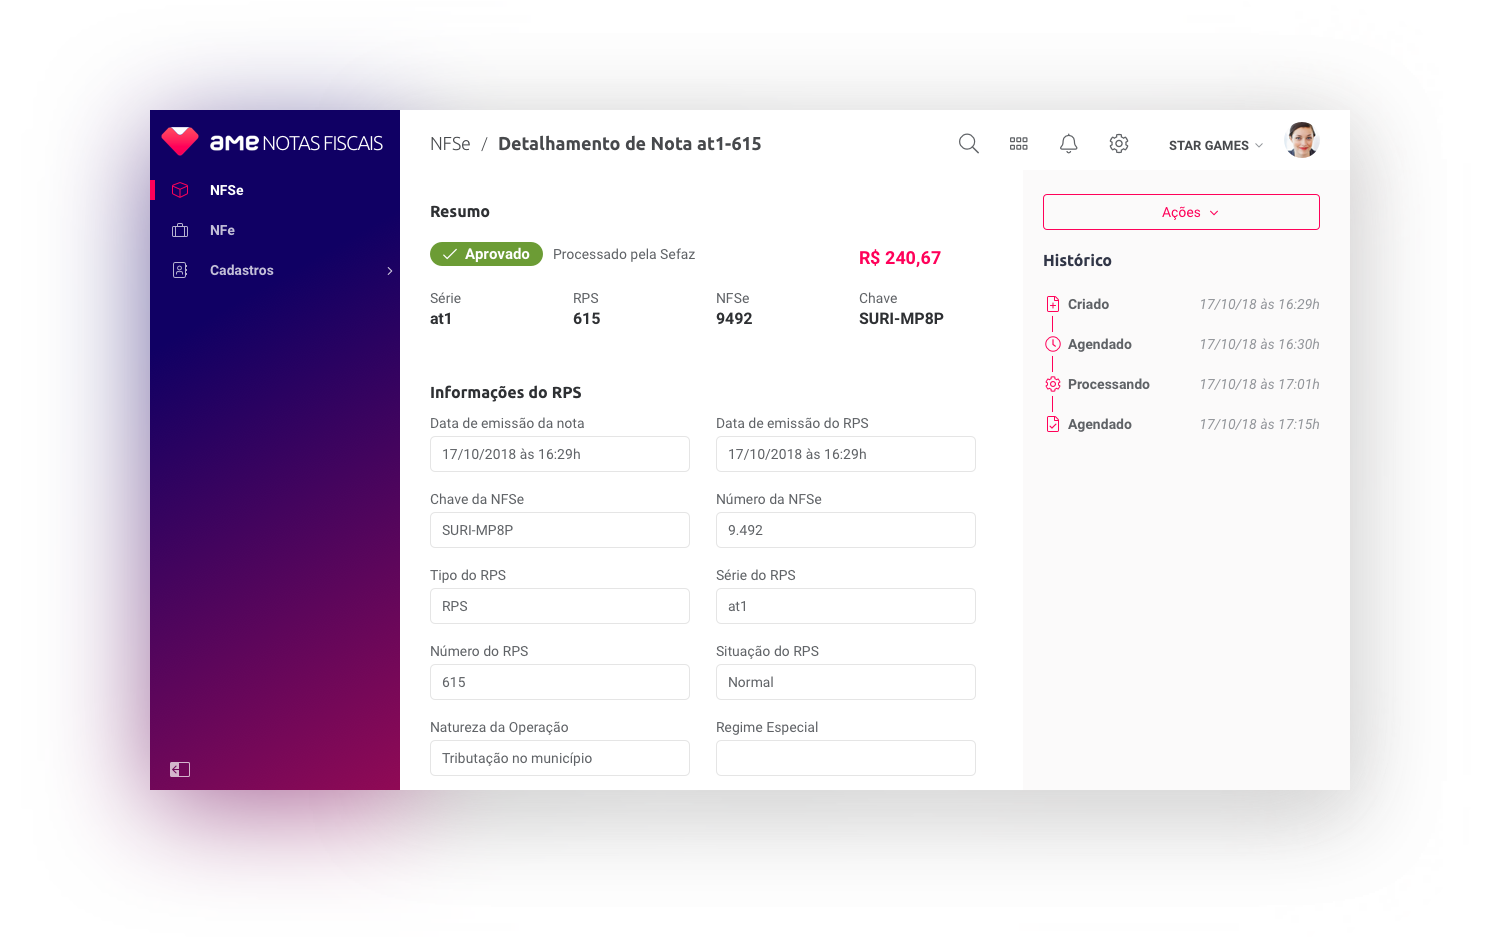 ame NOTAS FISCAIS
NFSe
NFe
Cadastros
NFSe / Detalhamento de Nota at1-615
STAR GAMES
Resumo
Aprovado Processado pela Sefaz
R$ 240,67
Série RPS NFSe Chave
at1 615 9492 SURI-MP8P
Informações do RPS
Data de emissão da nota Data de emissão do RPS
17/10/2018 às 16:29h 17/10/2018 às 16:29h
Chave da NFSe Número da NFSe
SURI-MP8P 9.492
Tipo do RPS Série do RPS
RPS at1
Número do RPS Situação do RPS
615 Normal
Natureza da Operação Regime Especial
Tributação no município
Ações
Histórico
Criado 17/10/18 às 16:29h
Agendado 17/10/18 às 16:30h
Processando 17/10/18 às 17:01h
Agendado 17/10/18 às 17:15h